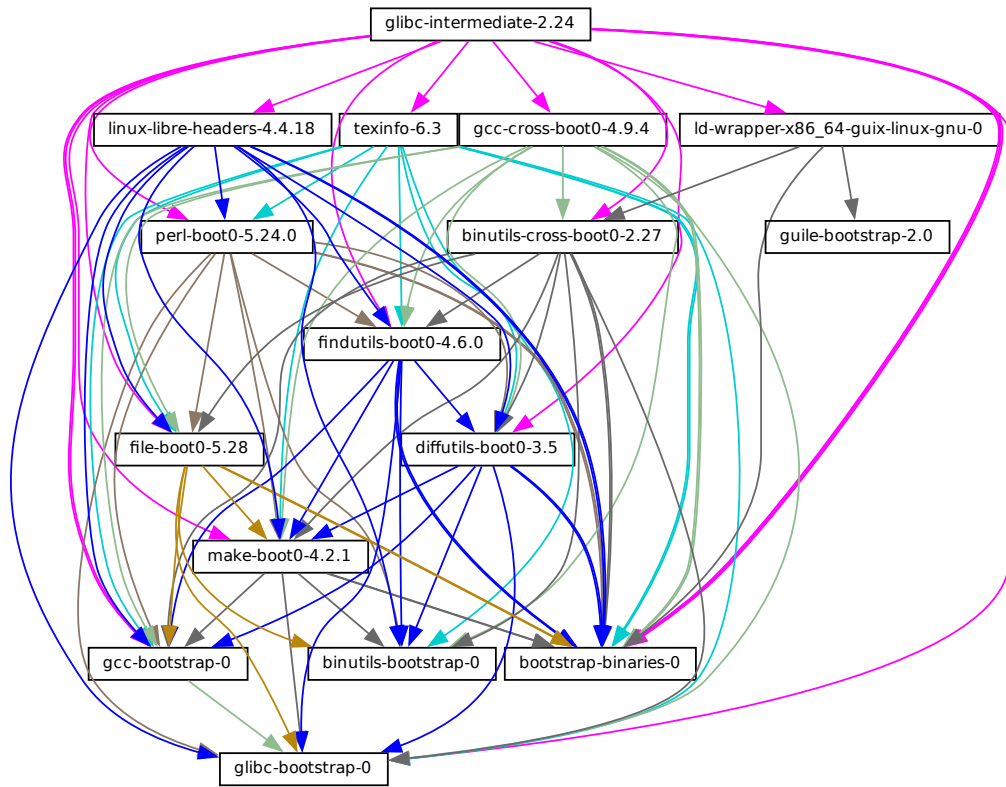 glibc-intermediate-2.24
linux-libre-headers-4.4.18
texinfo-6.3
gcc-cross-boot0-4.9.4
ld-wrapper-x86_64-guix-linux-gnu-0
perl-boot0-5.24.0
binutils-cross-boot0-2.27
guile-bootstrap-2.0
findutils-boot0-4.6.0
file-boot0-5.28
diffutils-boot0-3.5
make-boot0-4.2.1
gcc-bootstrap-0
binutils-bootstrap-0
bootstrap-binaries-0
glibc-bootstrap-0